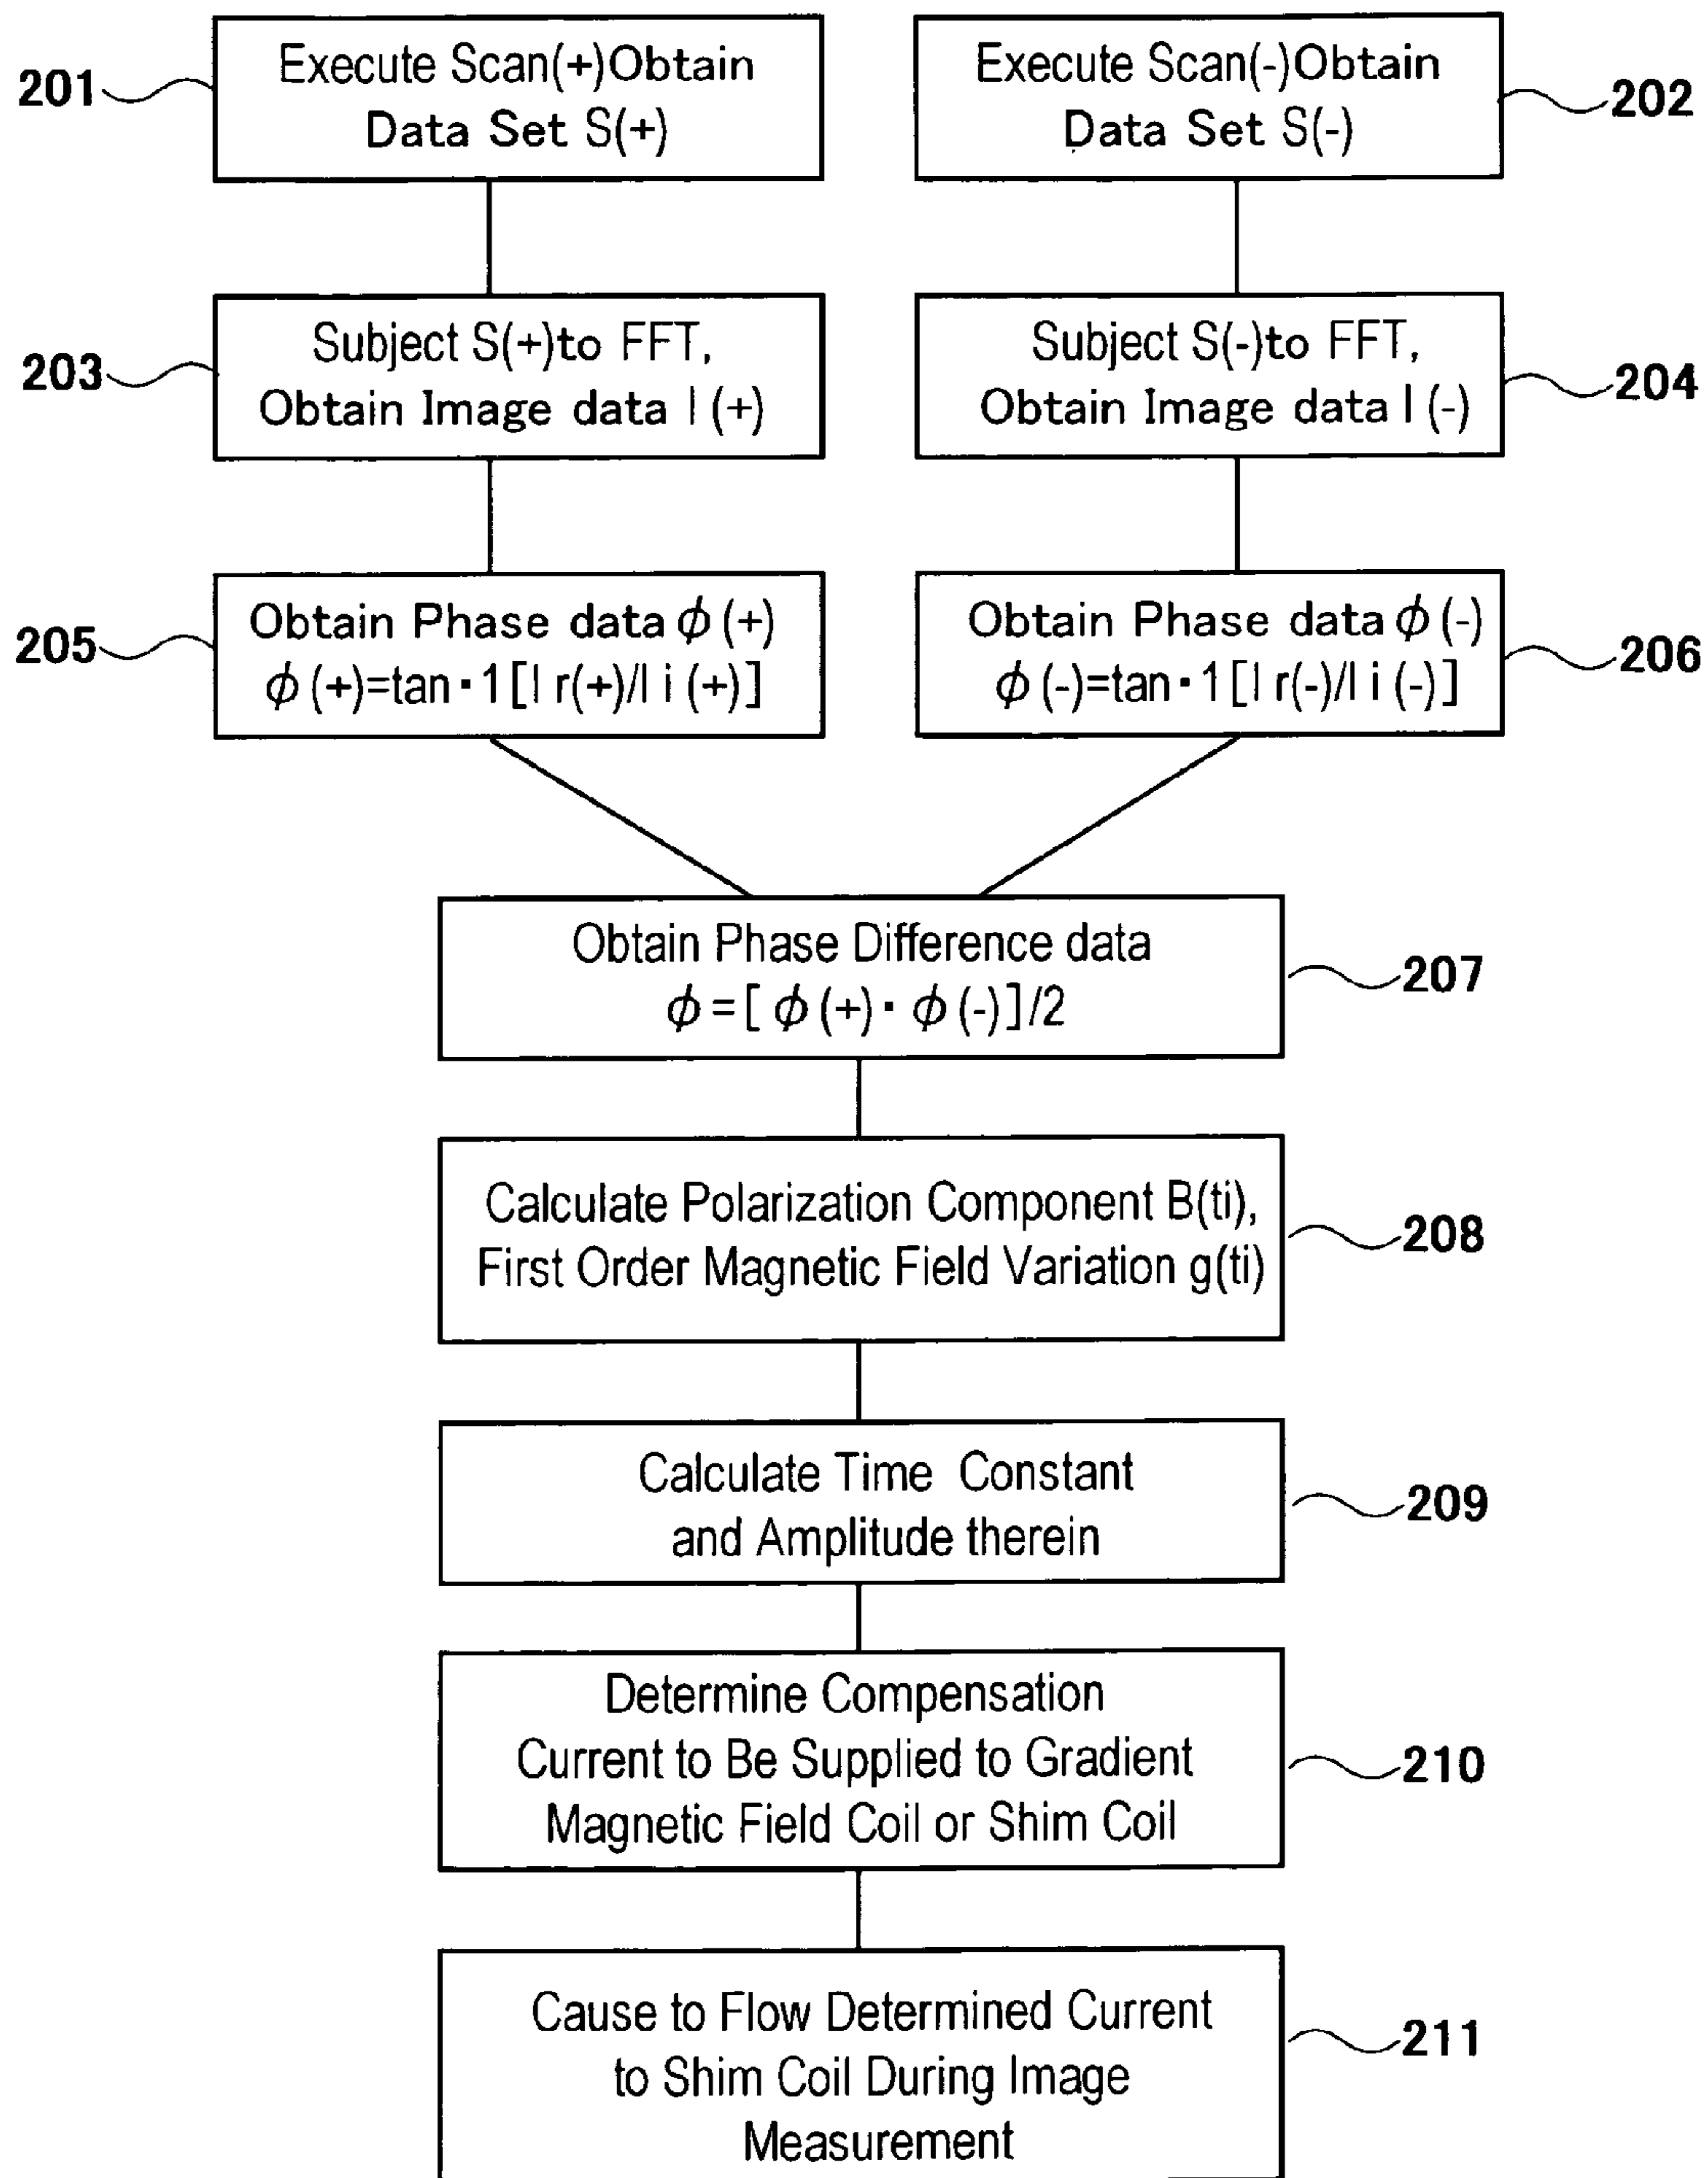 201
Execute Scan(+)Obtain
Data Set S(+)
Execute Scan(-)Obtain
Data Set S(-)
202
203
Subject S(+)to FFT,
Obtain Image data I (+)
Subject S(-)to FFT,
Obtain Image data I (-)
204
205
Obtain Phase data ϕ (+)
ϕ (+)=tan・1[I r(+)/I i (+)]
Obtain Phase data ϕ (-)
ϕ (-)=tan・1[I r(-)/I i (-)]
206
Obtain Phase Difference data
ϕ=[ ϕ (+)・ ϕ (-)]/2
207
Calculate Polarization Component B(ti),
First Order Magnetic Field Variation g(ti)
208
Calculate Time Constant
and Amplitude therein
209
Determine Compensation
Current to Be Supplied to Gradient
Magnetic Field Coil or Shim Coil
210
Cause to Flow Determined Current
to Shim Coil During Image
Measurement
211